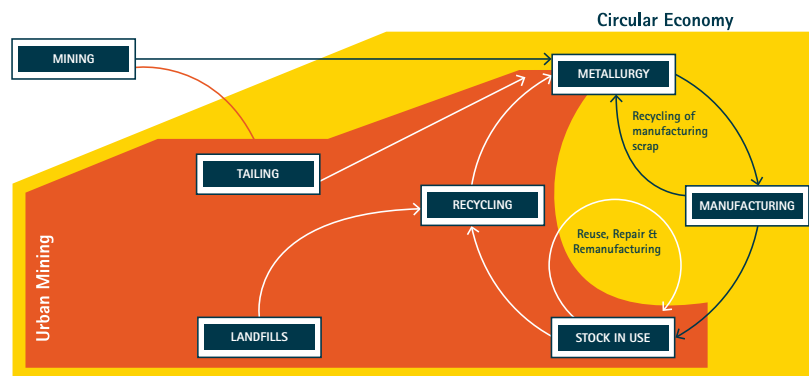 Circular Economy
MINING
METALLURGY
Recycling of
manufacturing
scrap
TAILING
RECYCLING
MANUFACTURING
Reuse, Repair &
Remanufacturing
Urban Mining
LANDFILLS
STOCK IN USE